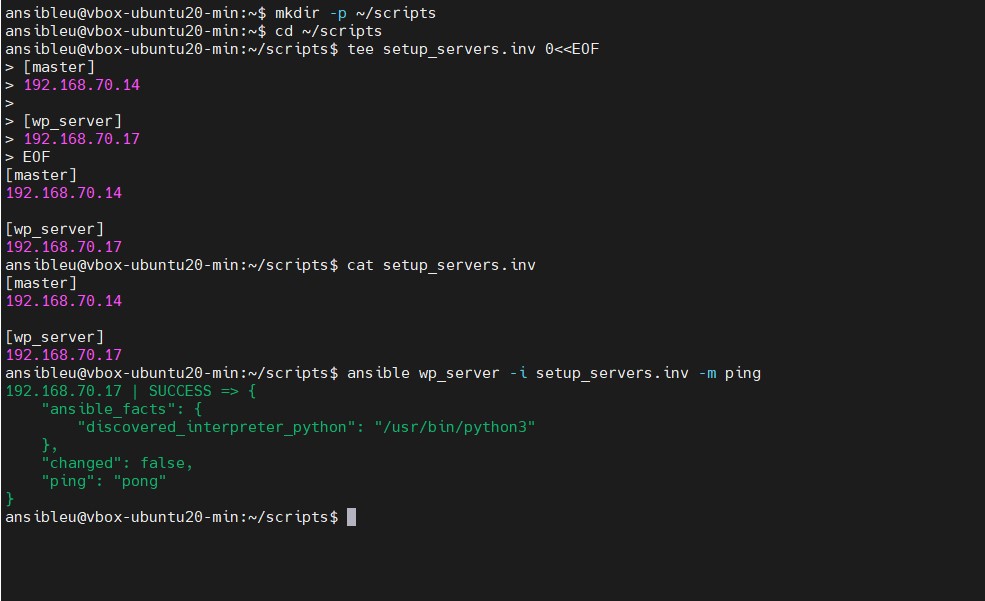 ansibleu@vbox-ubuntu20-min:~$ mkdir -p ~/scripts
ansibleu@vbox-ubuntu20-min:~$ cd ~/scripts
ansibleu@vbox-ubuntu20-min:~/scripts$ tee setup_servers.inv 0<<EOF
> [master]
> 192.168.70.14
>
> [wp_server]
> 192.168.70.17
> EOF
[master]
192.168.70.14

[wp_server]
192.168.70.17
ansibleu@vbox-ubuntu20-min:~/scripts$ cat setup_servers.inv
[master]
192.168.70.14

[wp_server]
192.168.70.17
ansibleu@vbox-ubuntu20-min:~/scripts$ ansible wp_server -i setup_servers.inv -m ping
192.168.70.17 | SUCCESS => {
    "ansible_facts": {
        "discovered_interpreter_python": "/usr/bin/python3"
    },
    "changed": false,
    "ping": "pong"
}
ansibleu@vbox-ubuntu20-min:~/scripts$